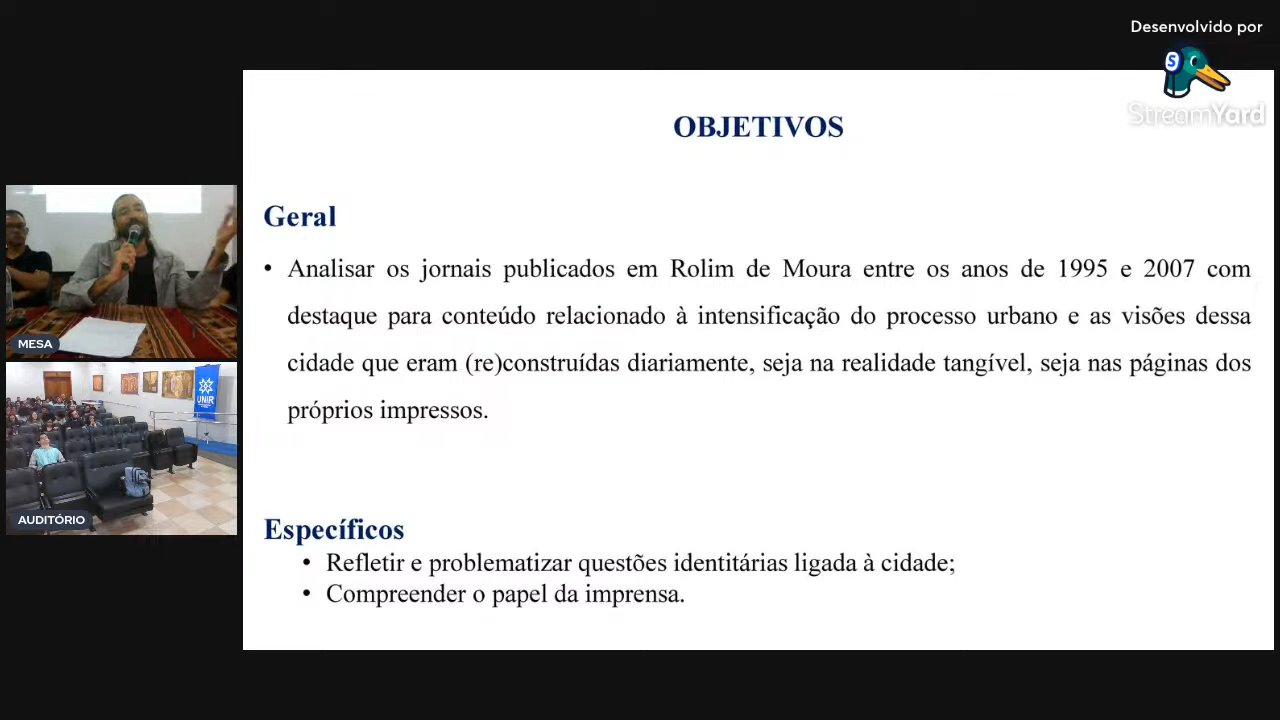 Desenvolvido por
StreamYard
OBJETIVOS
Geral
• Analisar os jornais publicados em Rolim de Moura entre os anos de 1995 e 2007 com
destaque para conteúdo relacionado à intensificação do processo urbano e as visões dessa
cidade que eram (re)construídas diariamente, seja na realidade tangível, seja nas páginas dos
próprios impressos.
Específicos
• Refletir e problematizar questões identitárias ligada à cidade;
• Compreender o papel da imprensa.
MESA
UNIR
AUDITÓRIO